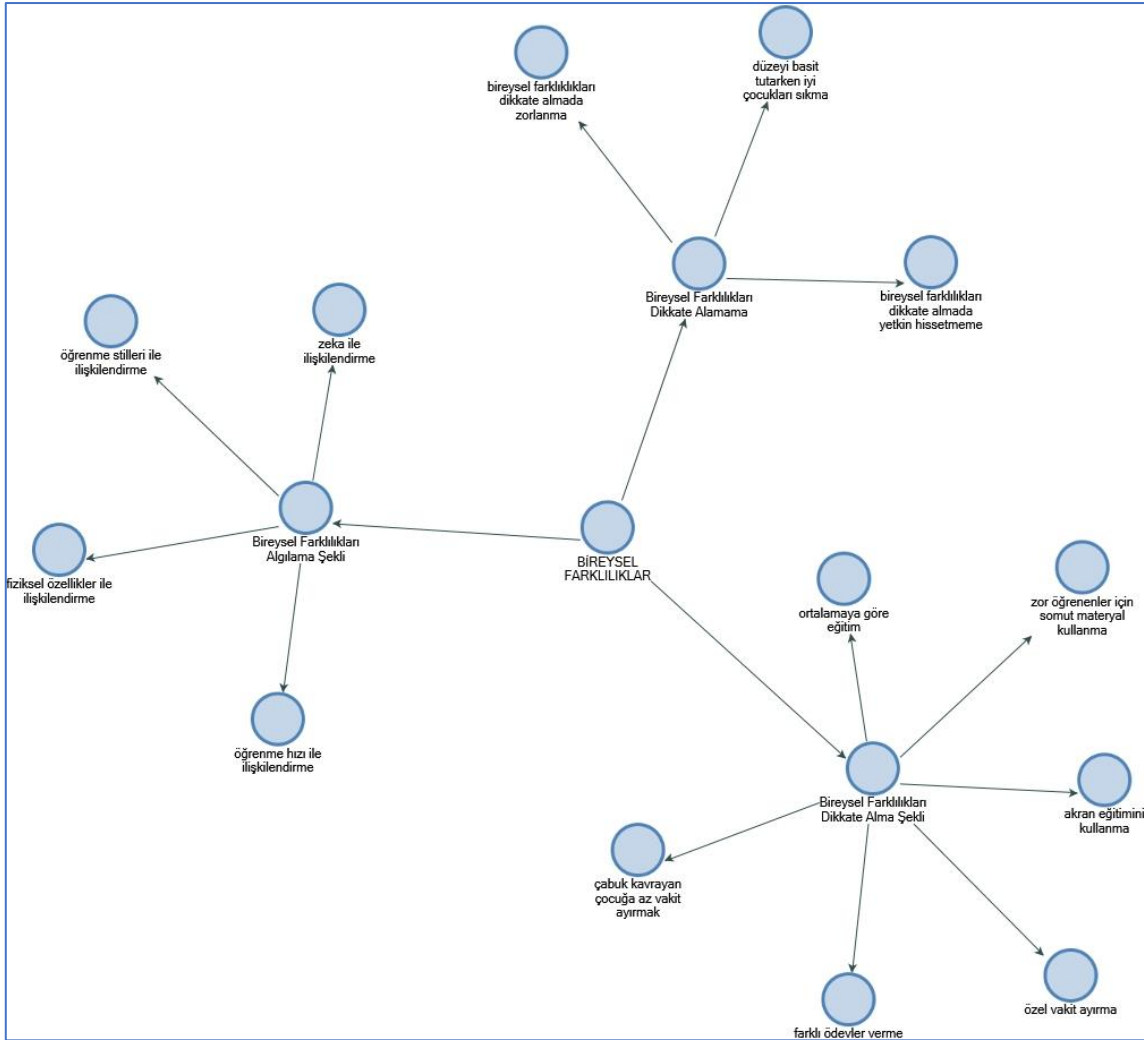 bireysel farklıklıkları
dikkate almada
zorlanma
düzeyi basit
tutarken iyi
çocukları sıkma
Bireysel Farklılıkları
Dikkate Alamama
bireysel farklılıkları
dikkate almada
yetkin hissetmeme
öğrenme stilleri ile
ilişkilendirme
zeka ile
ilişkilendirme
Bireysel Farklılıkları
Algılama Şekli
fiziksel özellikler ile
ilişkilendirme
öğrenme hızı ile
ilişkilendirme
BİREYSEL
FARKLILIKLAR
ortalamaya göre
eğitim
zor öğrenenler için
somut materyal
kullanma
Bireysel Farklılıkları
Dikkate Alma Şekli
akran eğitimini
kullanma
çabuk kavrayan
çocuğa az vakit
ayırmak
farklı ödevler verme
özel vakit ayırma